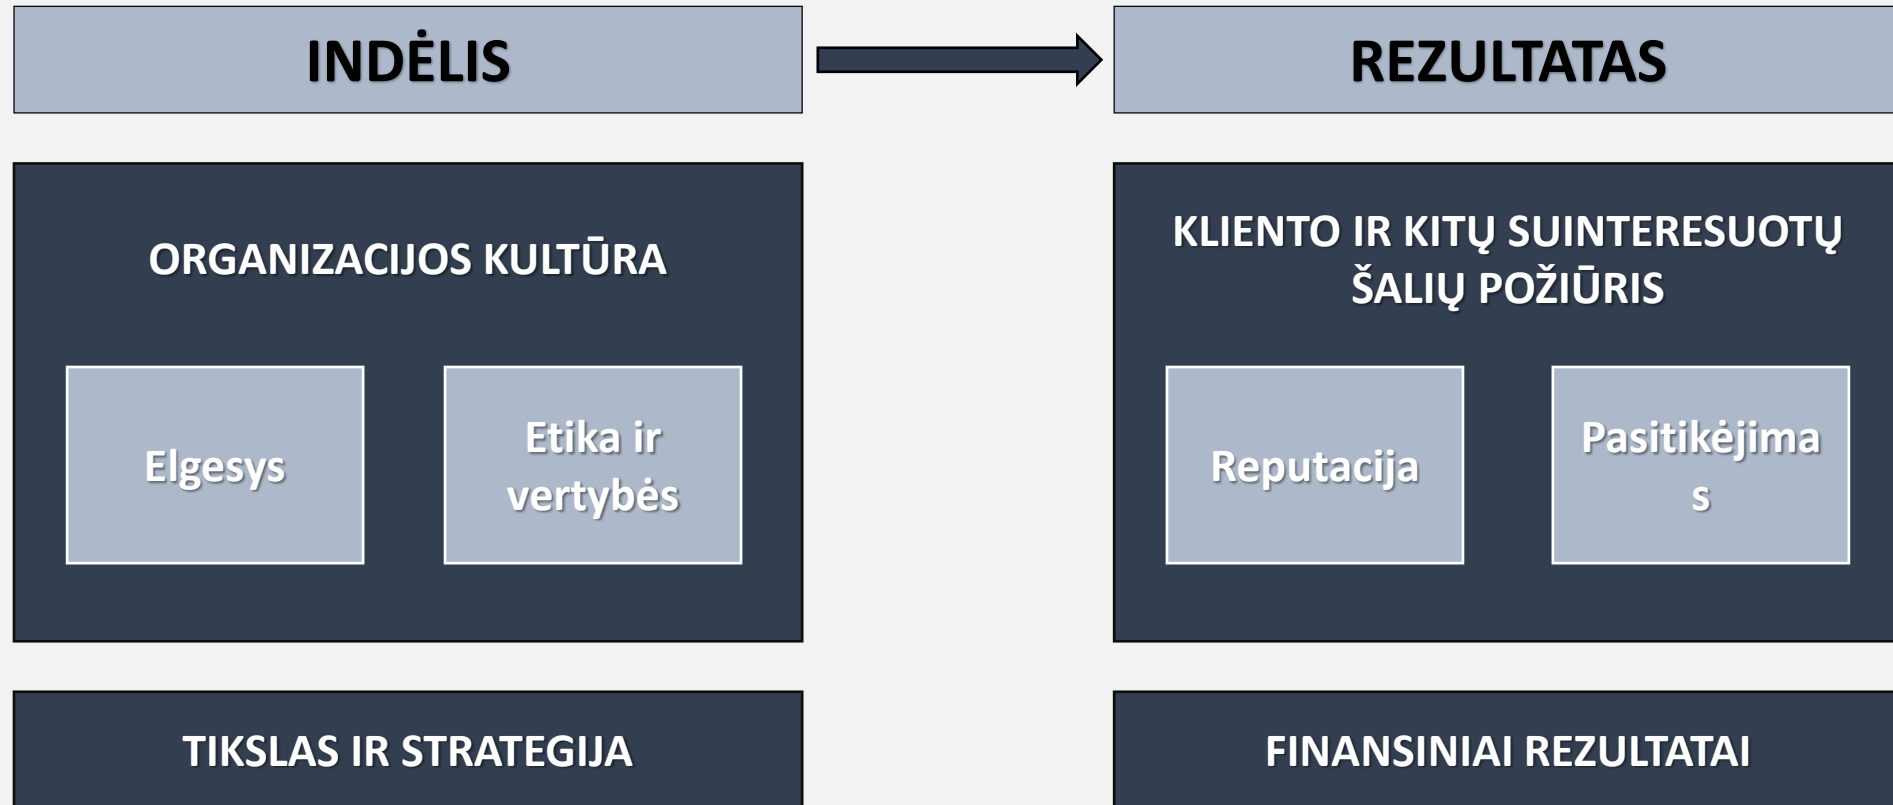 INDĖLIS
REZULTATAS
ORGANIZACIJOS KULTŪRA
Elgesys
Etika ir
vertybės
KLIENTO IR KITŲ SUINTERESUOTŲ
ŠALIŲ POŽIŪRIS
Reputacija
Pasitikėjima
s
TIKSLAS IR STRATEGIJA
FINANSINIAI REZULTATAI